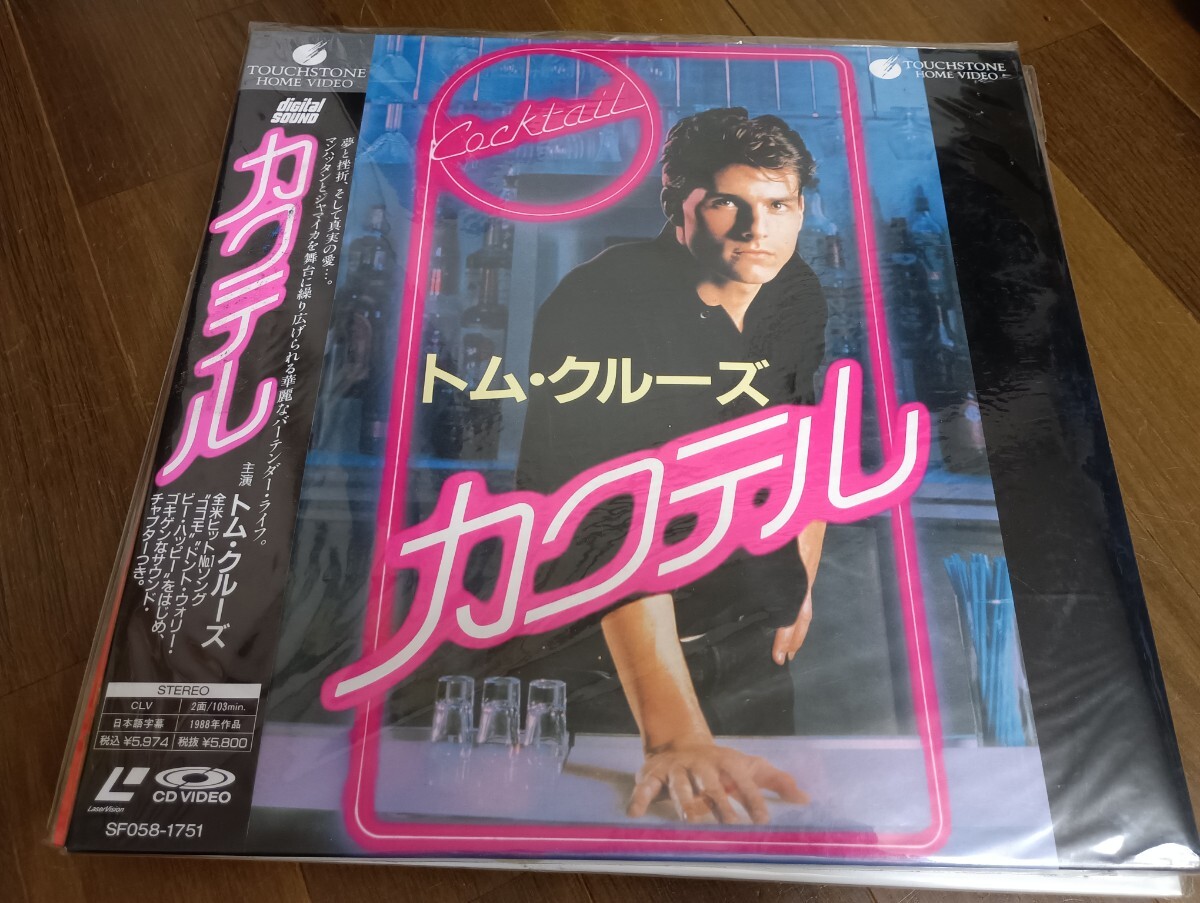 TOUCHSTONE
HOME VIDEO
digital
SOUND
カクテル
夢と挫折、そして真実の愛…。
マンハッタンとジャマイカを舞台に繰り広げられる華麗なバーテンダー・ライフ。
主演 トム・クルーズ
全米ヒット№1ソング
"ココモ""ドント・ウォリー・
ビー・ハッピー"をはじめ、
ゴキゲンなサウンド・
チャプターつき。
STEREO
CLV 2面/103min.
日本語字幕 1988年作品
税込 ¥5,974 税抜 ¥5,800
LaserVision
CD VIDEO
SF058-1751
Cocktail
トム・クルーズ
カクテル
TOUCHSTONE
HOME VIDEO